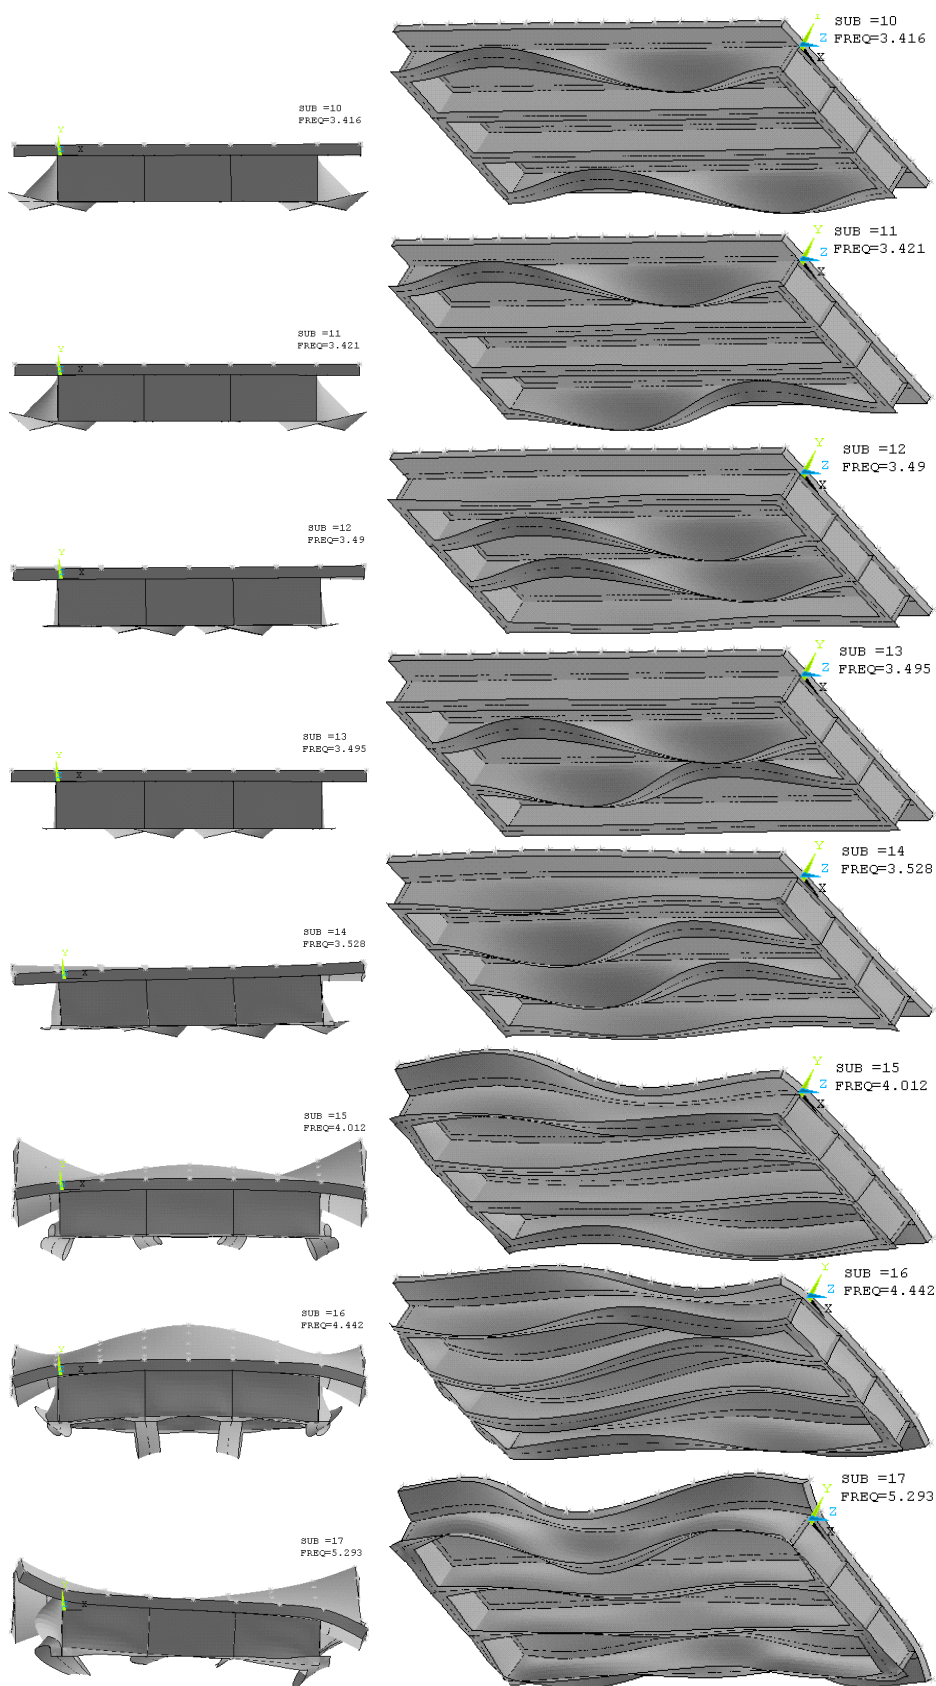 SUB =10
FREQ=3.416
Y
X
SUB =10
FREQ=3.416
Y
Z
X
SUB =11
FREQ=3.421
Y
X
SUB =11
FREQ=3.421
Y
Z
X
SUB =12
FREQ=3.49
Y
X
SUB =12
FREQ=3.49
Y
Z
X
SUB =13
FREQ=3.495
Y
X
SUB =13
FREQ=3.495
Y
Z
X
SUB =14
FREQ=3.528
Y
X
SUB =14
FREQ=3.528
Y
Z
X
SUB =15
FREQ=4.012
Y
X
SUB =15
FREQ=4.012
Y
Z
X
SUB =16
FREQ=4.442
Y
X
SUB =16
FREQ=4.442
Y
Z
X
SUB =17
FREQ=5.293
Y
X
SUB =17
FREQ=5.293
Y
Z
X